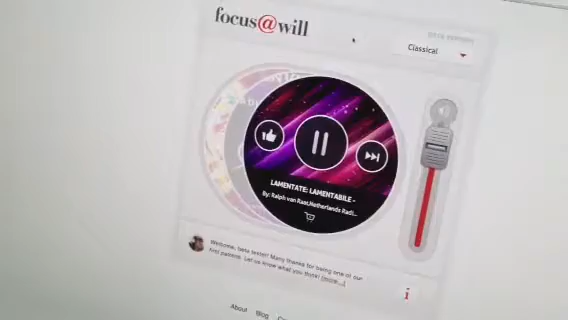 focus@will
BETA VERSION
Classical
LAMENTATE: LAMENTABILE -
By: Ralph van Raat,Netherlands Radi...
Welcome, beta tester! Many thanks for being one of our
first patients. Let us know what you think! [more...]
i
About Blog